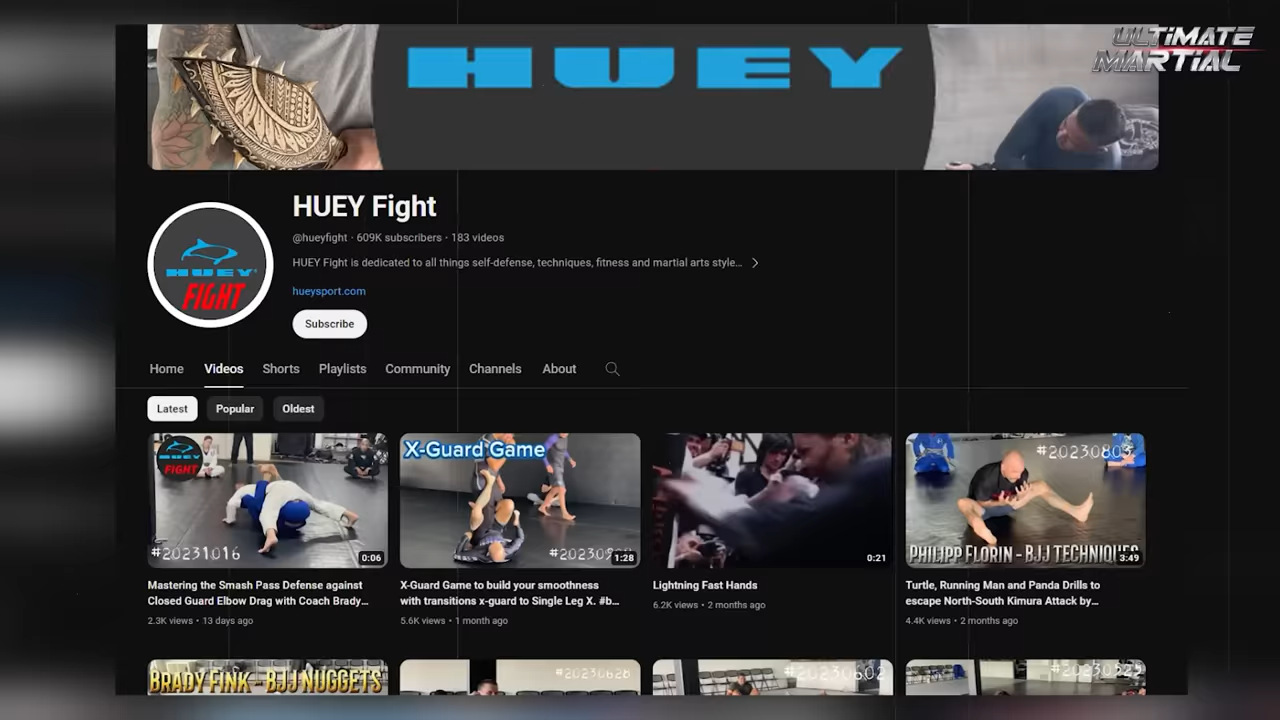 ULTIMATE
MARTIAL
HUEY
HUEY Fight
@hueyfight · 609K subscribers · 183 videos
HUEY Fight is dedicated to all things self-defense, techniques, fitness and martial arts style...
hueysport.com
HUEY
FIGHT
Subscribe
Home Videos Shorts Playlists Community Channels About
Latest Popular Oldest
HUEY
FIGHT
#20231016
0:06
X-Guard Game
1:28
0:21
#20230803
PHILIPP FLORIN - BJJ TECHNIQUES
3:49
Mastering the Smash Pass Defense against
Closed Guard Elbow Drag with Coach Brady...
2.3K views · 13 days ago
X-Guard Game to build your smoothness
with transitions x-guard to Single Leg X. #b...
5.6K views · 1 month ago
Lightning Fast Hands
6.2K views · 2 months ago
Turtle, Running Man and Panda Drills to
escape North-South Kimura Attack by...
4.4K views · 2 months ago
BRADY FINK - BJJ NUGGETS
#20230628
#20230602